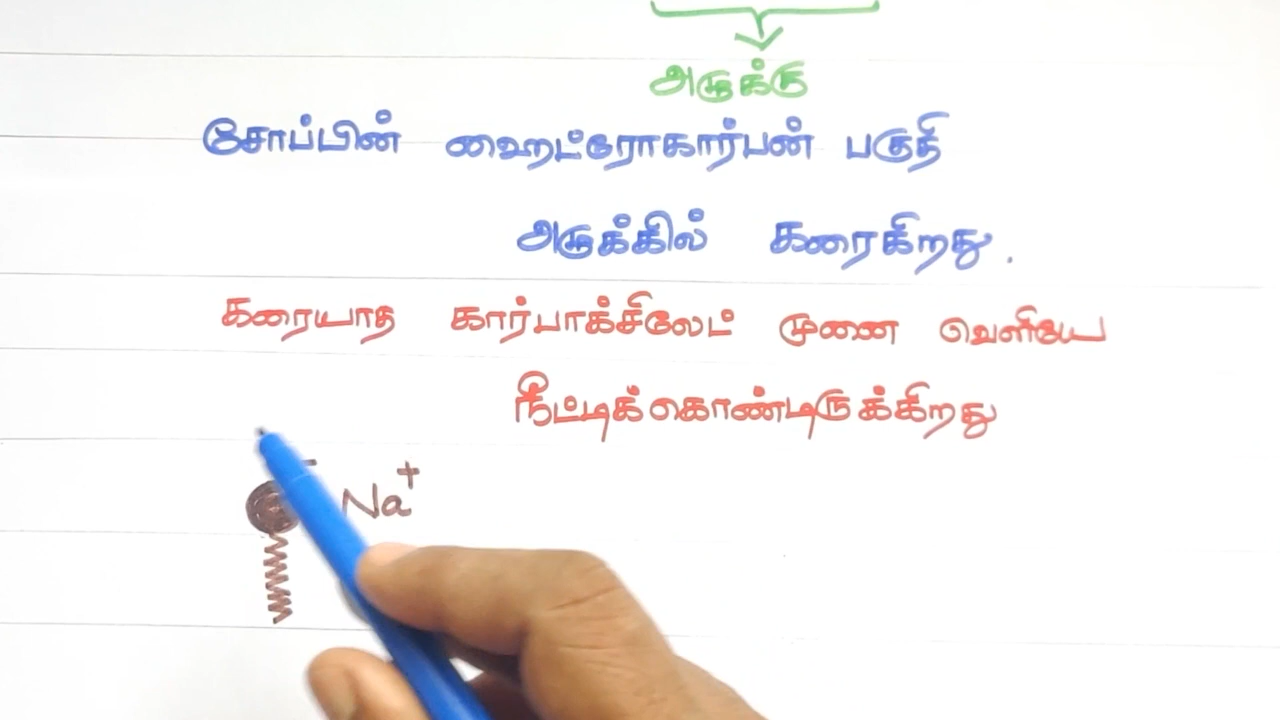 அழுக்கு
சோப்பின் ஹைட்ரோகார்பன் பகுதி
அழுக்கில் கரைகிறது.
கரையாத கார்பாக்சிலேட் முனை வெளியே
நீட்டிக்கொண்டிருக்கிறது
- Na+